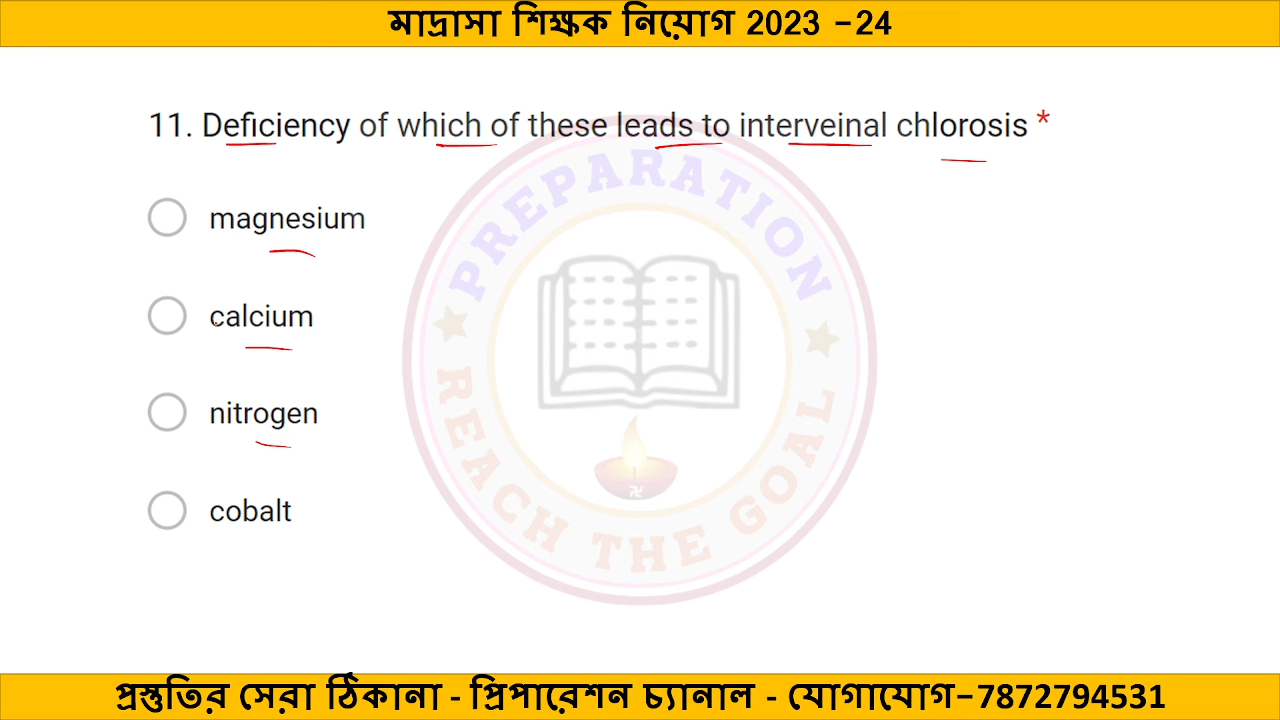 মাদ্রাসা শিক্ষক নিয়োগ 2023 -24
11. Deficiency of which of these leads to interveinal chlorosis *
magnesium
calcium
nitrogen
cobalt
PREPARATION
REACH THE GOAL
প্রস্তুতির সেরা ঠিকানা - প্রিপারেশন চ্যানাল - যোগাযোগ-7872794531